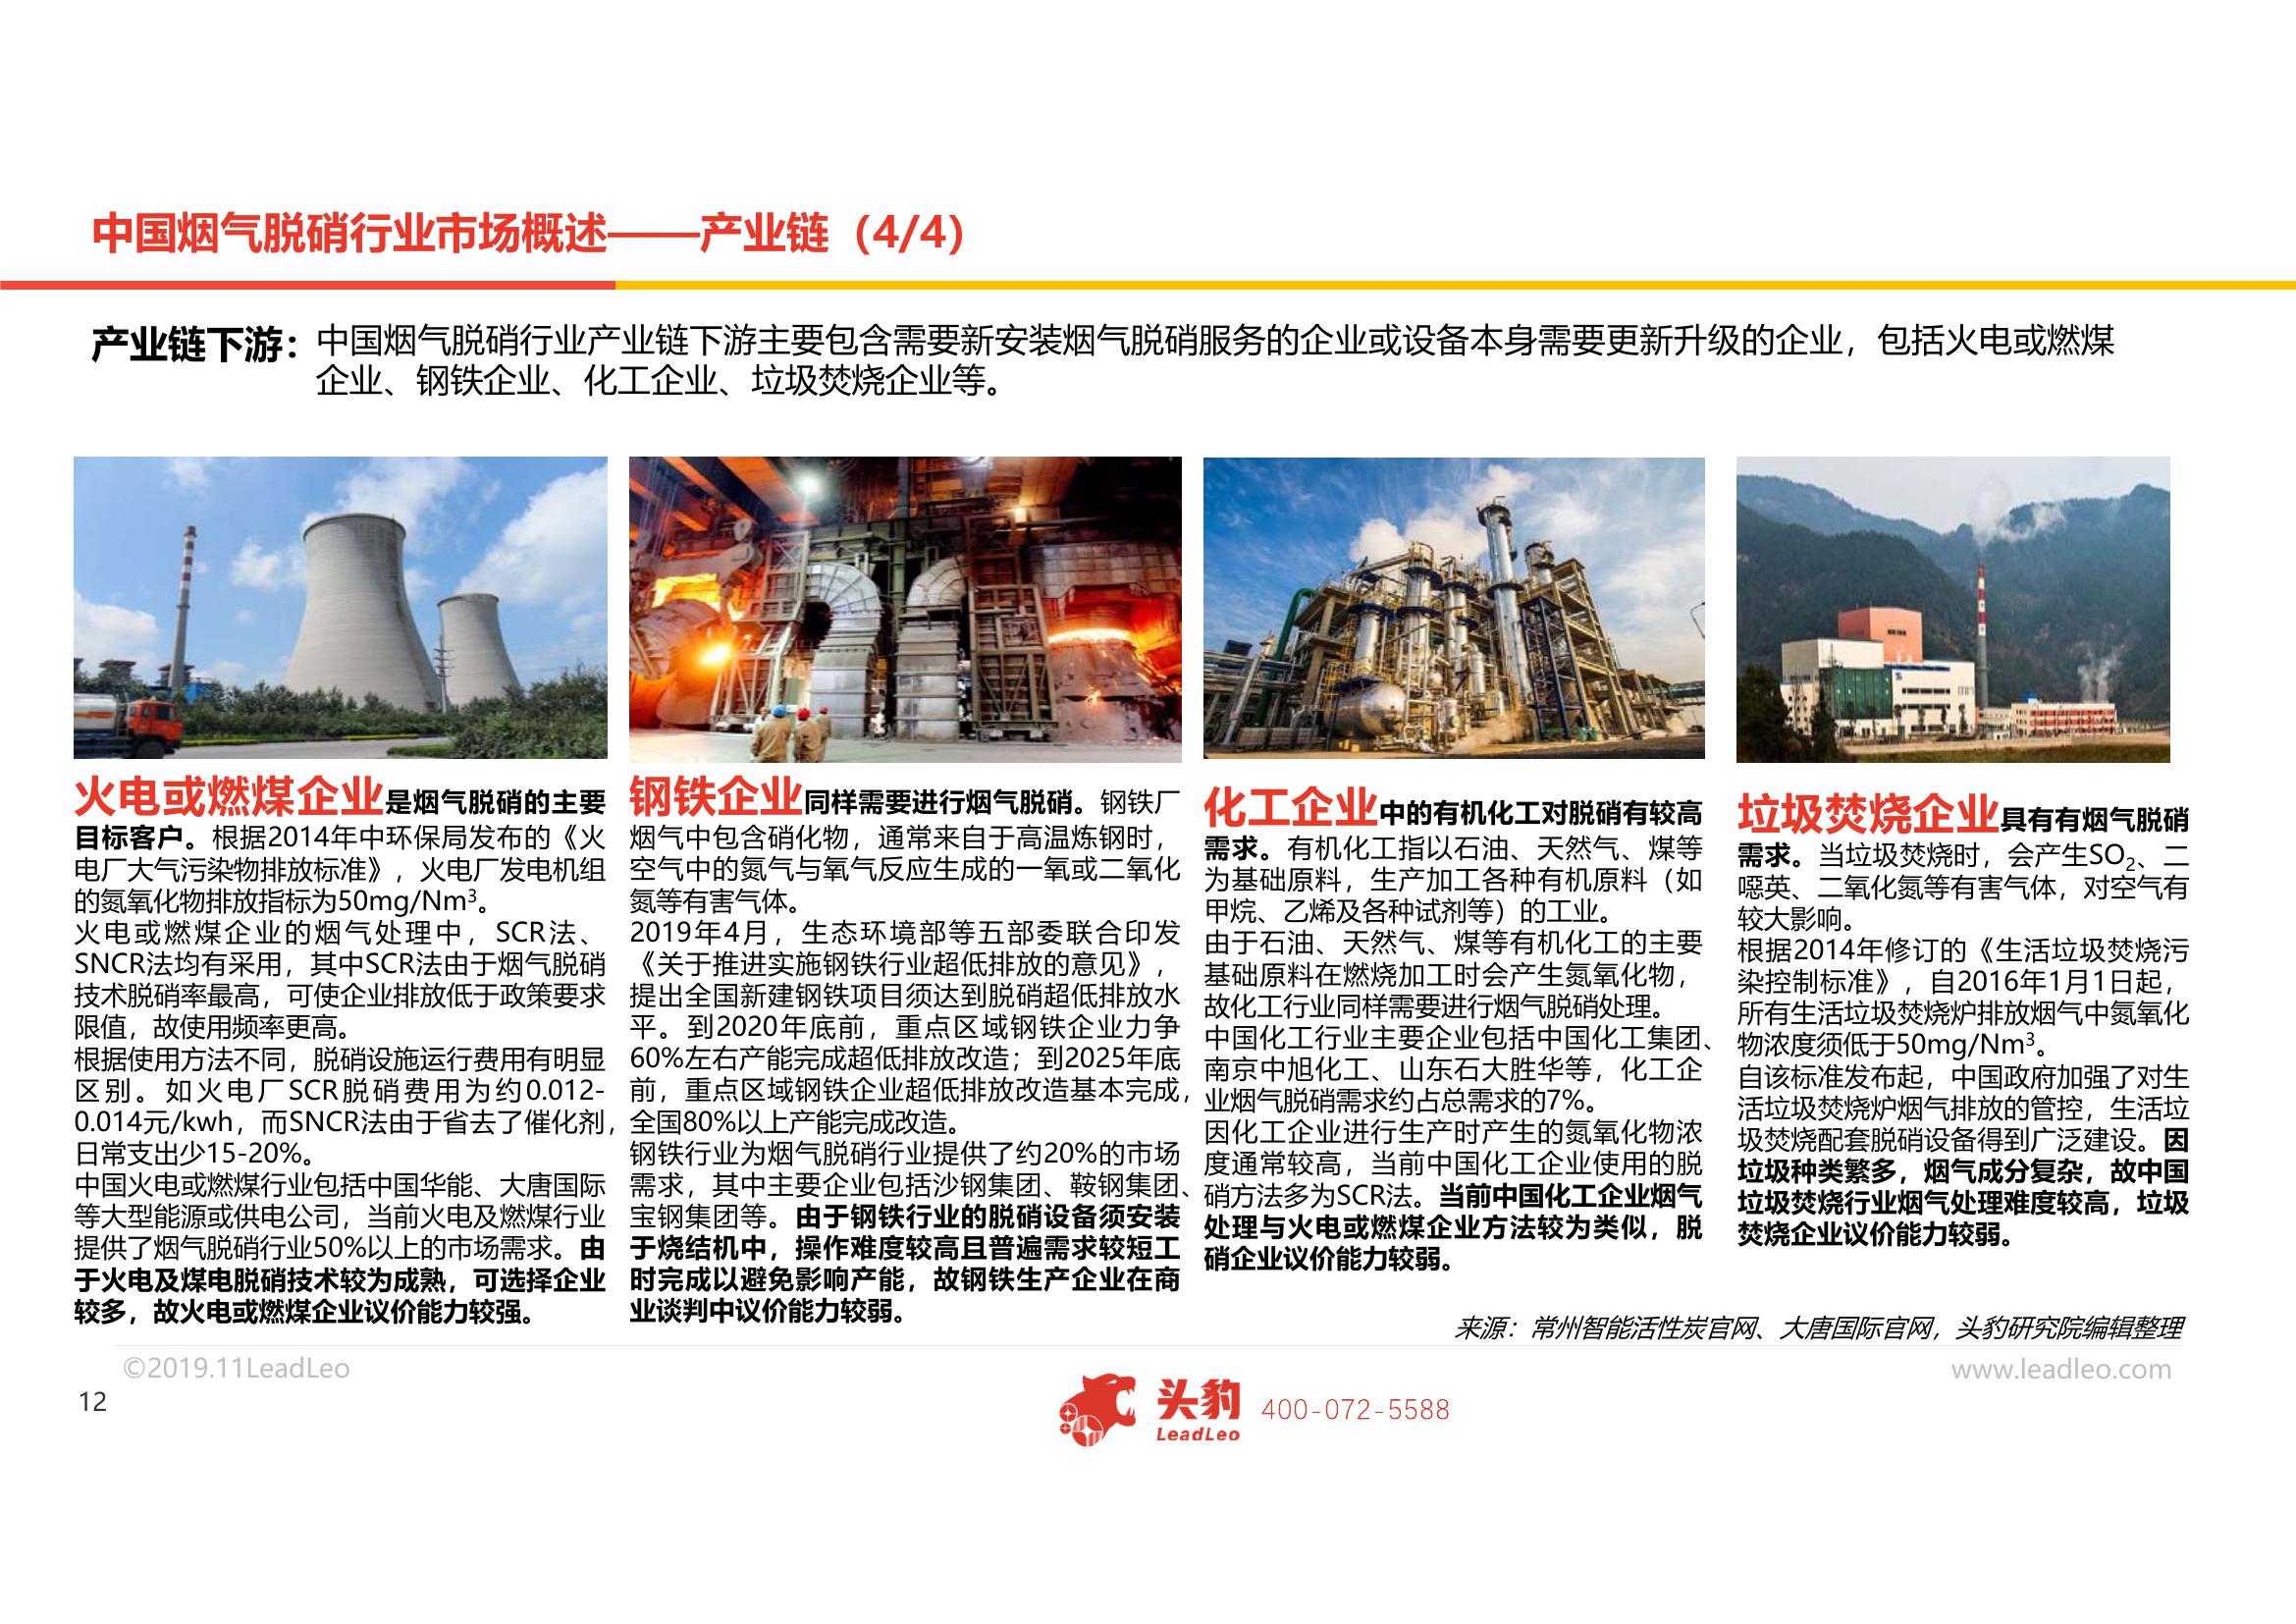 中国烟气脱硝行业市场概述——产业链（4/4）
产业链下游：中国烟气脱硝行业产业链下游主要包含需要新安装烟气脱硝服务的企业或设备本身需要更新升级的企业，包括火电或燃煤
企业、钢铁企业、化工企业、垃圾焚烧企业等。
火电或燃煤企业是烟气脱硝的主要
目标客户。根据2014年中环保局发布的《火
电厂大气污染物排放标准》，火电厂发电机组
的氮氧化物排放指标为50mg/Nm³。
火电或燃煤企业的烟气处理中，SCR法、
SNCR法均有采用，其中SCR法由于烟气脱硝
技术脱硝率最高，可使企业排放低于政策要求
限值，故使用频率更高。
根据使用方法不同，脱硝设施运行费用有明显
区别。如火电厂SCR脱硝费用为约0.012-
0.014元/kwh，而SNCR法由于省去了催化剂，
日常支出少15-20%。
中国火电或燃煤行业包括中国华能、大唐国际
等大型能源或供电公司，当前火电及燃煤行业
提供了烟气脱硝行业50%以上的市场需求。由
于火电及煤电脱硝技术较为成熟，可选择企业
较多，故火电或燃煤企业议价能力较强。
钢铁企业同样需要进行烟气脱硝。钢铁厂
烟气中包含硝化物，通常来自于高温炼钢时，
空气中的氮气与氧气反应生成的一氧或二氧化
氮等有害气体。
2019年4月，生态环境部等五部委联合印发
《关于推进实施钢铁行业超低排放的意见》，
提出全国新建钢铁项目须达到脱硝超低排放水
平。到2020年底前，重点区域钢铁企业力争
60%左右产能完成超低排放改造；到2025年底
前，重点区域钢铁企业超低排放改造基本完成，
全国80%以上产能完成改造。
钢铁行业为烟气脱硝行业提供了约20%的市场
需求，其中主要企业包括沙钢集团、鞍钢集团、
宝钢集团等。由于钢铁行业的脱硝设备须安装
于烧结机中，操作难度较高且普遍需求较短工
时完成以避免影响产能，故钢铁生产企业在商
业谈判中议价能力较弱。
化工企业中的有机化工对脱硝有较高
需求。有机化工指以石油、天然气、煤等
为基础原料，生产加工各种有机原料（如
甲烷、乙烯及各种试剂等）的工业。
由于石油、天然气、煤等有机化工的主要
基础原料在燃烧加工时会产生氮氧化物，
故化工行业同样需要进行烟气脱硝处理。
中国化工行业主要企业包括中国化工集团、
南京中旭化工、山东石大胜华等，化工企
业烟气脱硝需求约占总需求的7%。
因化工企业进行生产时产生的氮氧化物浓
度通常较高，当前中国化工企业使用的脱
硝方法多为SCR法。当前中国化工企业烟气
处理与火电或燃煤企业方法较为类似，脱
硝企业议价能力较弱。
垃圾焚烧企业具有有烟气脱硝
需求。当垃圾焚烧时，会产生SO₂、二
噁英、二氧化氮等有害气体，对空气有
较大影响。
根据2014年修订的《生活垃圾焚烧污
染控制标准》，自2016年1月1日起，
所有生活垃圾焚烧炉排放烟气中氮氧化
物浓度须低于50mg/Nm³。
自该标准发布起，中国政府加强了对生
活垃圾焚烧炉烟气排放的管控，生活垃
圾焚烧配套脱硝设备得到广泛建设。因
垃圾种类繁多，烟气成分复杂，故中国
垃圾焚烧行业烟气处理难度较高，垃圾
焚烧企业议价能力较弱。
来源：常州智能活性炭官网、大唐国际官网，头豹研究院编辑整理
©2019.11LeadLeo
www.leadleo.com
12
头豹
LeadLeo
400-072-5588